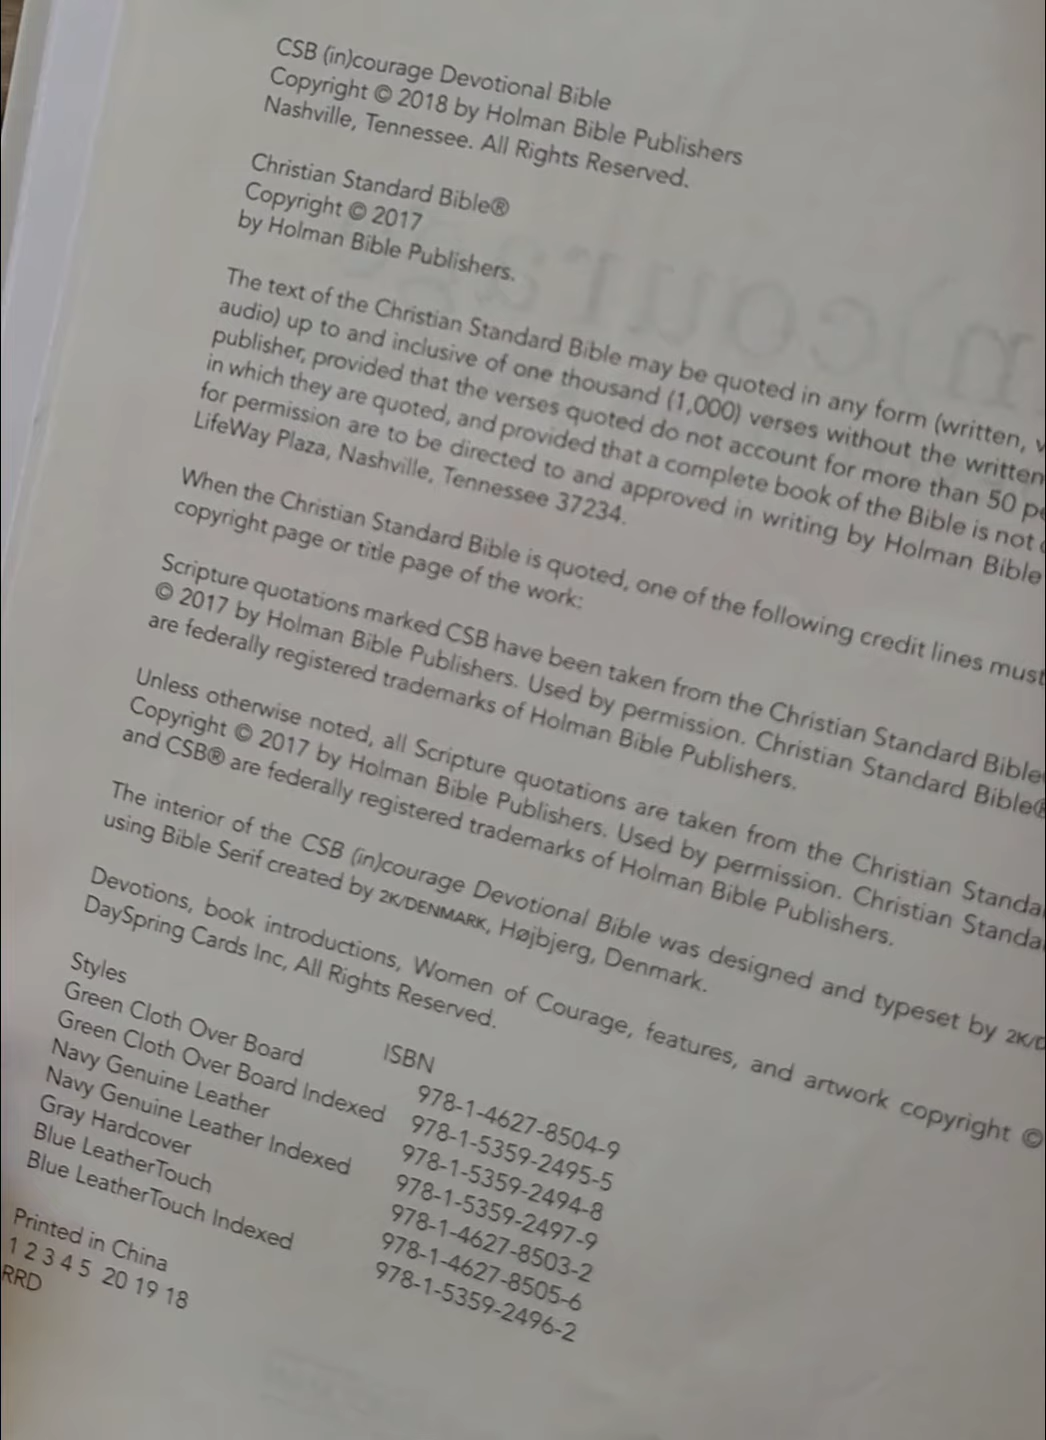 CSB (in)courage Devotional Bible
Copyright © 2018 by Holman Bible Publishers
Nashville, Tennessee. All Rights Reserved.
Christian Standard Bible®
Copyright © 2017
by Holman Bible Publishers.
The text of the Christian Standard Bible may be quoted in any form (written,
audio) up to and inclusive of one thousand (1,000) verses without the written
publisher, provided that the verses quoted do not account for more than 50
in which they are quoted, and provided that a complete book of the Bible is not
for permission are to be directed to and approved in writing by Holman Bible
LifeWay Plaza, Nashville, Tennessee 37234.
When the Christian Standard Bible is quoted, one of the following credit lines must
copyright page or title page of the work:
Scripture quotations marked CSB have been taken from the Christian Standard Bible
© 2017 by Holman Bible Publishers. Used by permission. Christian Standard Bible®
are federally registered trademarks of Holman Bible Publishers.
Unless otherwise noted, all Scripture quotations are taken from the Christian
Copyright © 2017 by Holman Bible Publishers. Used by permission. Christian
and CSB® are federally registered trademarks of Holman Bible Publishers.
The interior of the CSB (in)courage Devotional Bible was designed and typeset by
using Bible Serif created by 2K/DENMARK, Højbjerg, Denmark.
Devotions, book introductions, Women of Courage, features, and artwork copyright ©
DaySpring Cards Inc, All Rights Reserved.
Styles ISBN
Green Cloth Over Board 978-1-4627-8504-9
Green Cloth Over Board Indexed 978-1-5359-2495-5
Navy Genuine Leather 978-1-5359-2494-8
Navy Genuine Leather Indexed 978-1-5359-2497-9
Gray Hardcover 978-1-4627-8503-2
Blue LeatherTouch 978-1-4627-8505-6
Blue LeatherTouch Indexed 978-1-5359-2496-2
Printed in China
1 2 3 4 5 20 19 18
RRD